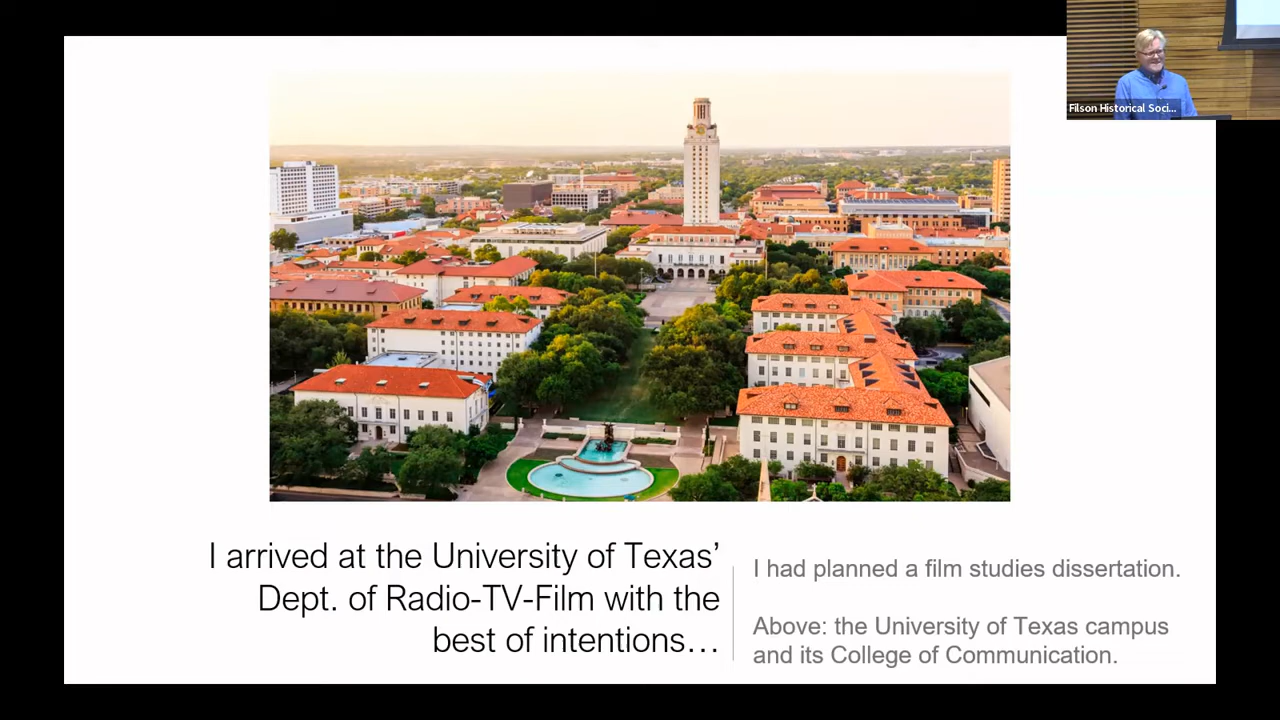 Filson Historical Soci...
I arrived at the University of Texas’
Dept. of Radio-TV-Film with the
best of intentions…
I had planned a film studies dissertation.
Above: the University of Texas campus
and its College of Communication.